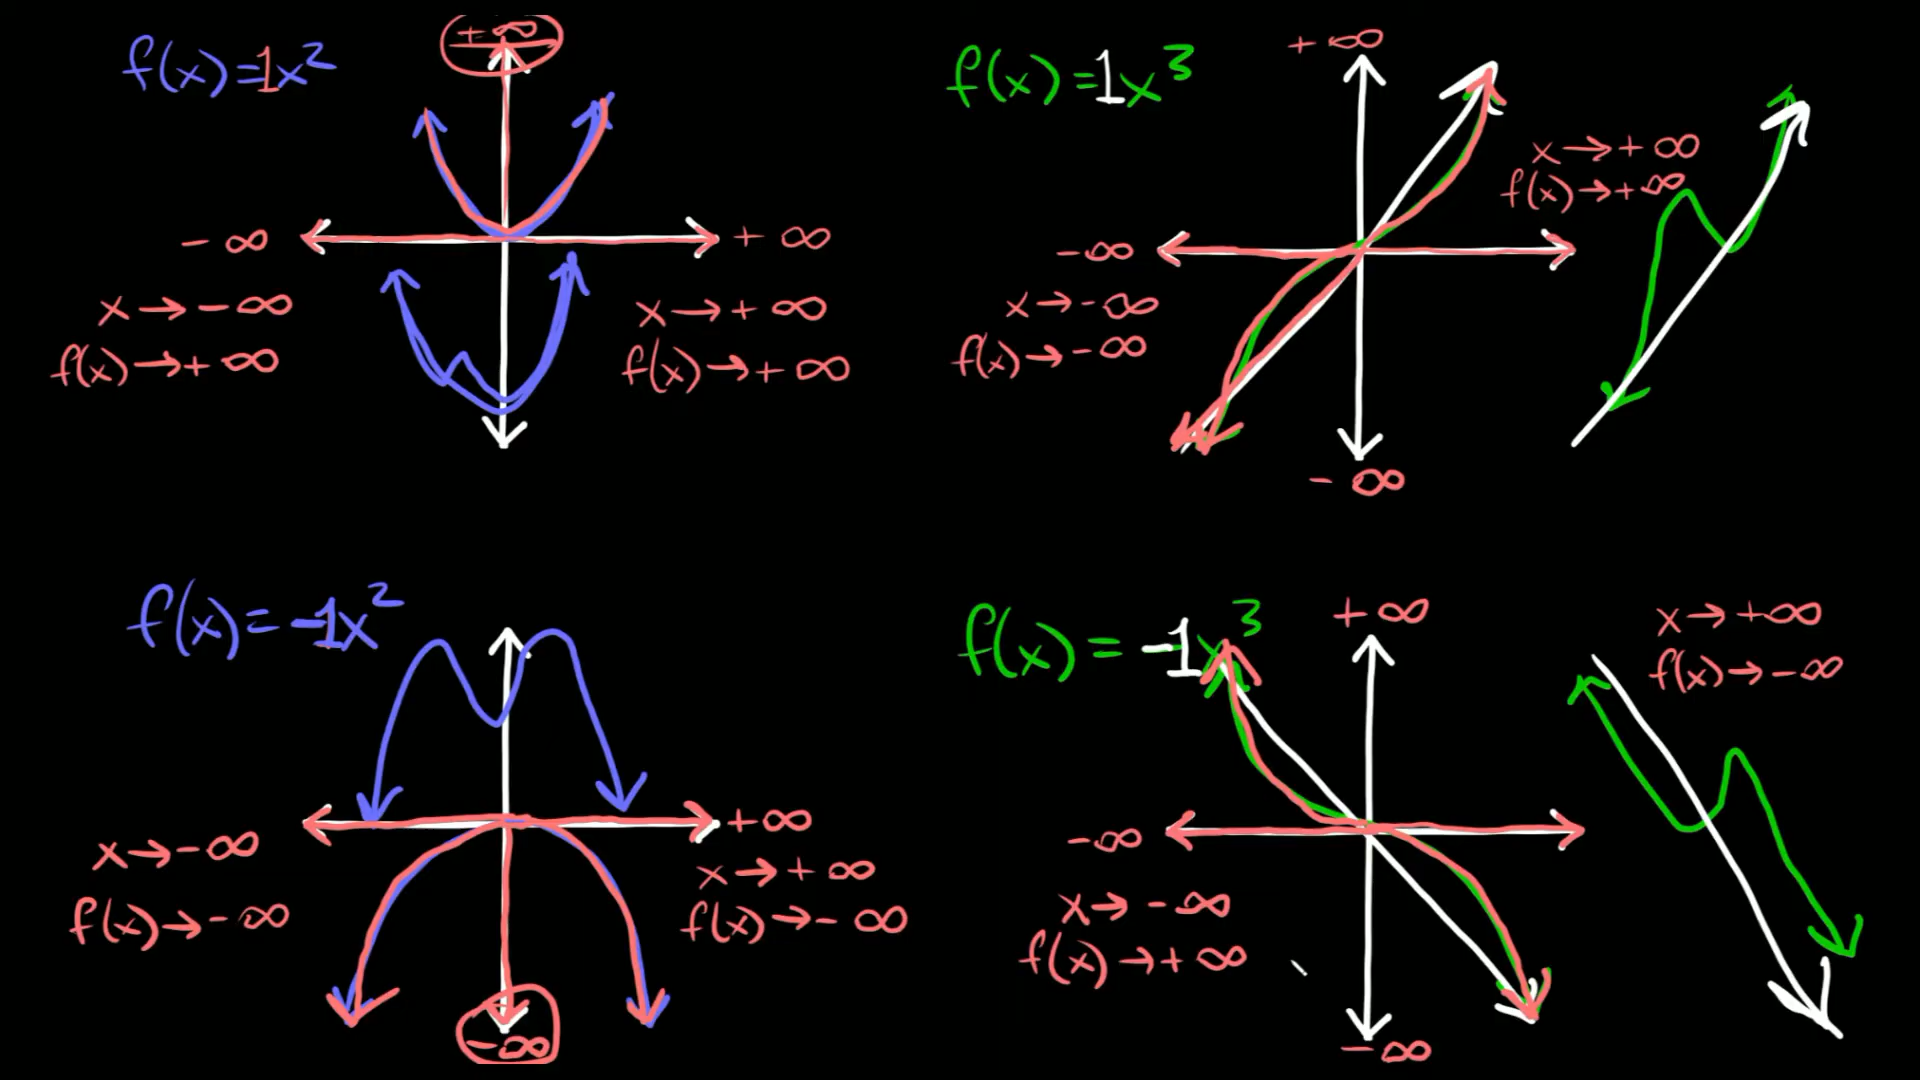 f(x)=1x²
+∞
-∞
+∞
x→-∞
f(x)→+∞
x→+∞
f(x)→+∞
f(x)=1x³
+∞
x→+∞
f(x)→+∞
-∞
x→-∞
f(x)→-∞
-∞
f(x)=-1x²
+∞
x→-∞
f(x)→-∞
x→+∞
f(x)→-∞
-∞
f(x)=-1x³
+∞
x→+∞
f(x)→-∞
-∞
x→-∞
f(x)→+∞
-∞